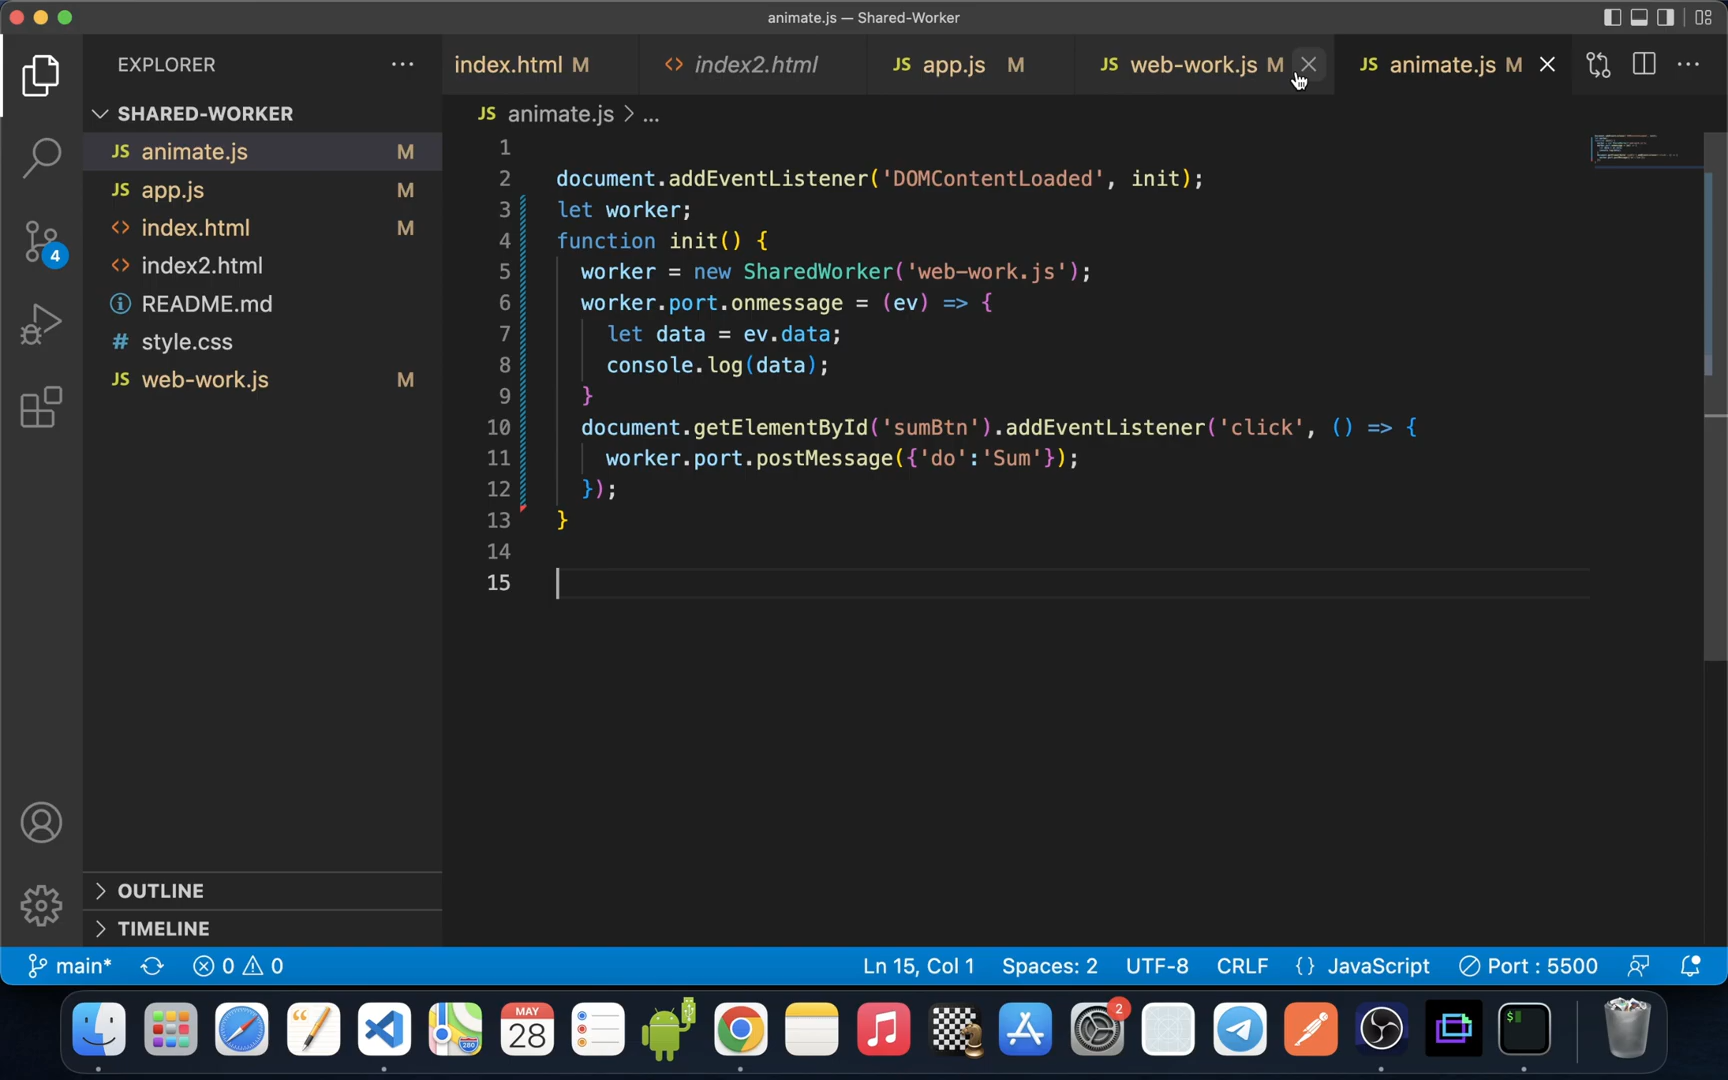 animate.js — Shared-Worker
EXPLORER
index.html M
index2.html
JS app.js M
JS web-work.js M
JS animate.js M
SHARED-WORKER
JS animate.js M
JS app.js M
index.html M
index2.html
README.md
# style.css
JS web-work.js M
4
JS animate.js > ...
1
2 document.addEventListener('DOMContentLoaded', init);
3 let worker;
4 function init() {
5 worker = new SharedWorker('web-work.js');
6 worker.port.onmessage = (ev) => {
7 let data = ev.data;
8 console.log(data);
9 }
10 document.getElementById('sumBtn').addEventListener('click', () => {
11 worker.port.postMessage({'do':'Sum'});
12 });
13 }
14
15
OUTLINE
TIMELINE
main* 0 0 Ln 15, Col 1 Spaces: 2 UTF-8 CRLF {} JavaScript Port : 5500
MAY
28
280
2
$